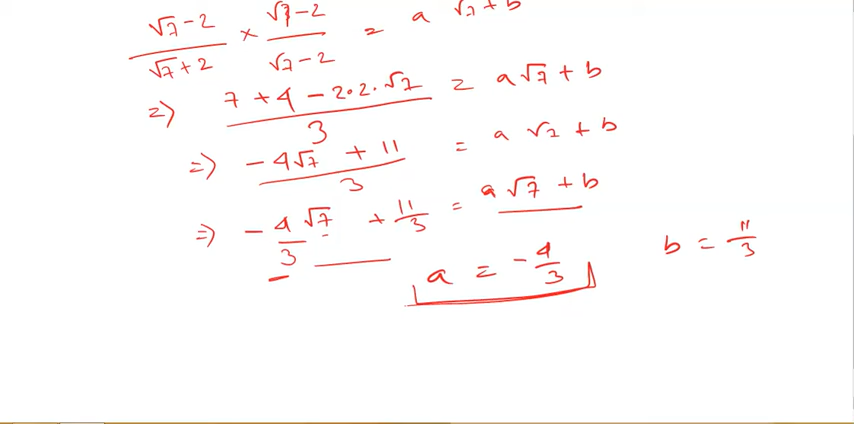 (√7 - 2)/(√7 + 2) × (√7 - 2)/(√7 - 2) = a √7 + b
=> (7 + 4 - 2·2·√7)/3 = a√7 + b
=> (-4√7 + 11)/3 = a √7 + b
=> -4/3 √7 + 11/3 = a√7 + b
a = -4/3 b = 11/3